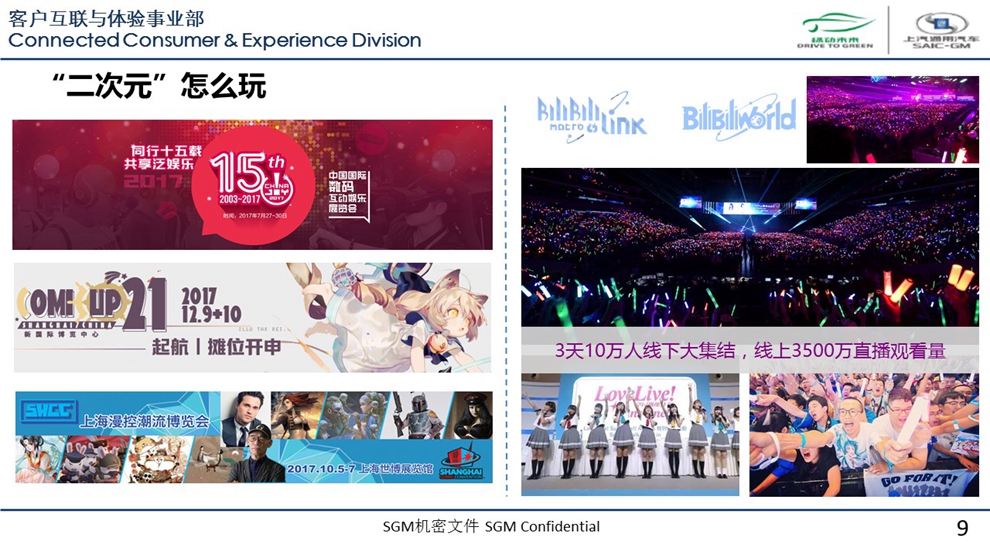 客户互联与体验事业部
Connected Consumer & Experience Division
绿动未来
DRIVE TO GREEN
上汽通用汽车
SAIC-GM
“二次元”怎么玩
同行十五载
共享泛娱乐
2017
15th
2003-2017
CHINA
JOY
2017
时间：2017年7月27-30日
中国国际
数码
互动娱乐
展览会
COMICUP21
SHANGHAI/CHINA
新国际博览中心
2017
12.9+10
起航丨摊位开申
SWCC
上海漫控潮流博览会
2017.10.5-7 上海世博展览馆
SHANGHAI
BiliBili
macro
Link
BiliBiliWorld
3天10万人线下大集结，线上3500万直播观看量
LoveLive!
GO FOR IT!
SGM机密文件 SGM Confidential
9